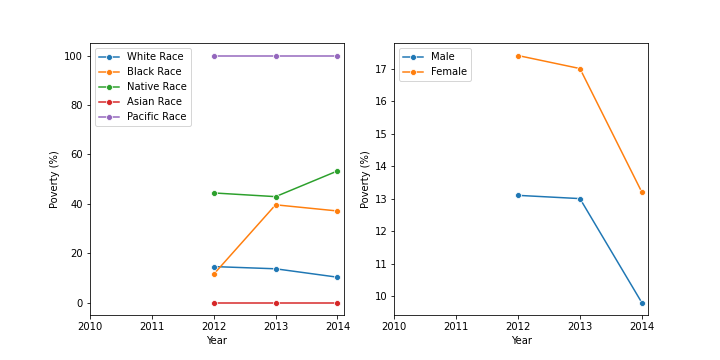 White Race
Black Race
Native Race
Asian Race
Pacific Race
100
80
60
40
20
0
Poverty (%)
2010 2011 2012 2013 2014
Year
Male
Female
17
16
15
14
13
12
11
10
Poverty (%)
2010 2011 2012 2013 2014
Year